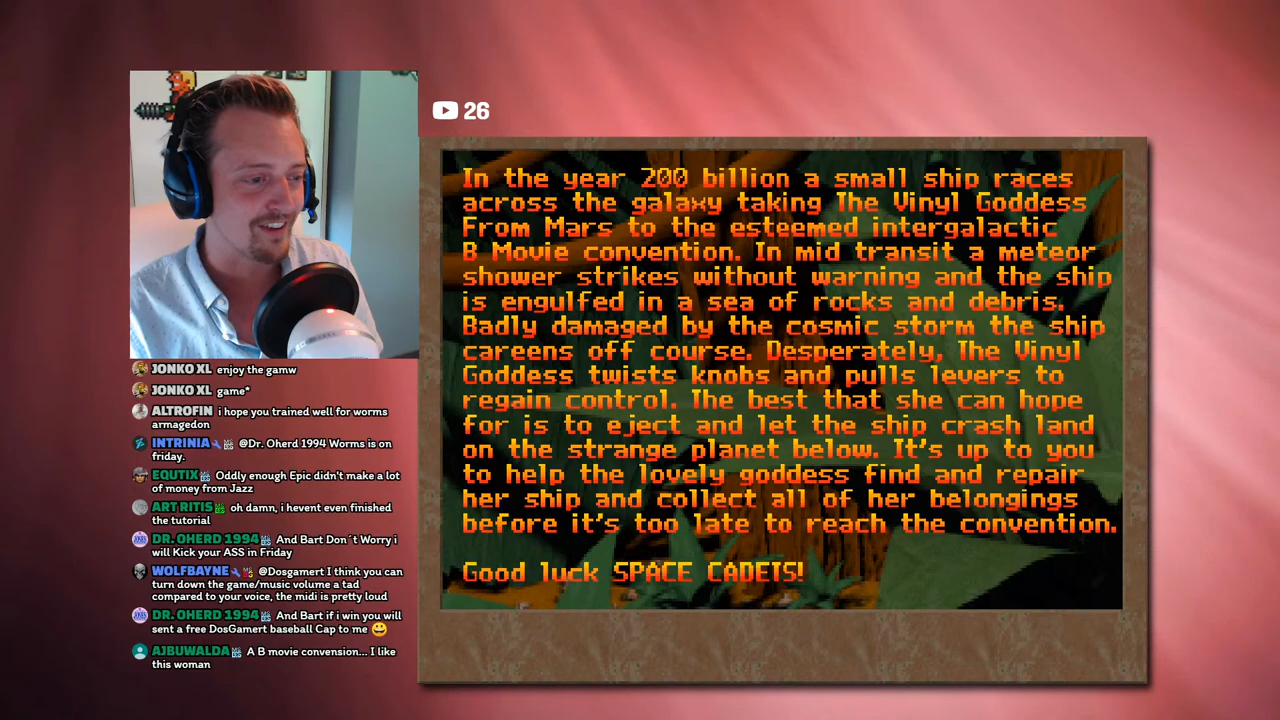 26
In the year 200 billion a small ship races
across the galaxy taking The Vinyl Goddess
From Mars to the esteemed intergalactic
B Movie convention. In mid transit a meteor
shower strikes without warning and the ship
is engulfed in a sea of rocks and debris.
Badly damaged by the cosmic storm the ship
careens off course. Desperately, The Vinyl
Goddess twists knobs and pulls levers to
regain control. The best that she can hope
for is to eject and let the ship crash land
on the strange planet below. It's up to you
to help the lovely goddess find and repair
her ship and collect all of her belongings
before it's too late to reach the convention.
Good luck SPACE CADETS!
JONKO XL enjoy the gamw
JONKO XL game*
ALTROFIN i hope you trained well for worms
armagedon
INTRINIA @Dr. Oherd 1994 Worms is on
friday.
EQUTIX Oddly enough Epic didn't make a lot
of money from Jazz
ART RITIS oh damn, i hevent even finished
the tutorial
DR. OHERD 1994 And Bart Don´t Worry i
will Kick your ASS in Friday
WOLFBAYNE @Dosgamert I think you can
turn down the game/music volume a tad
compared to your voice, the midi is pretty loud
DR. OHERD 1994 And Bart if i win you will
sent a free DosGamert baseball Cap to me 😀
AJBUWALDA A B movie convension... I like
this woman